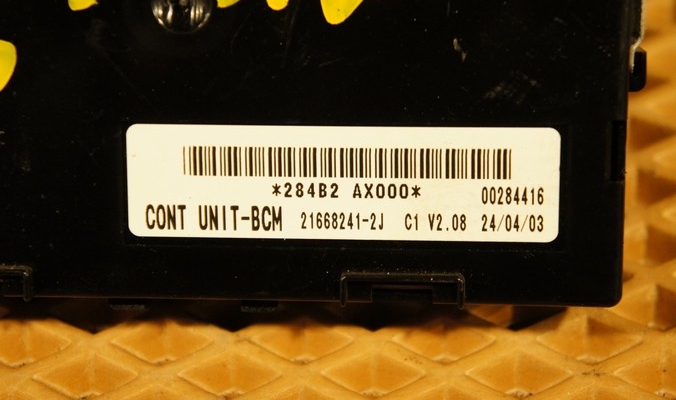 *284B2 AX000* 00284416
CONT UNIT-BCM 21668241-2J C1 V2.08 24/04/03